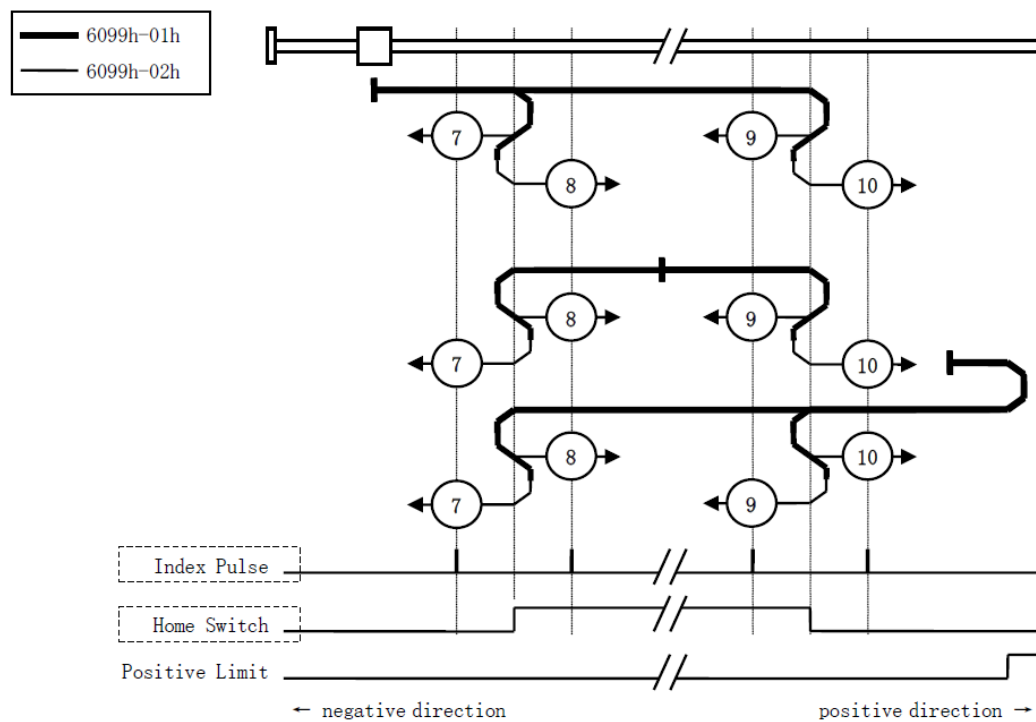 6099h-01h
6099h-02h
7
9
8
10
8
9
7
10
8
10
7
9
Index Pulse
Home Switch
Positive Limit
← negative direction
positive direction →